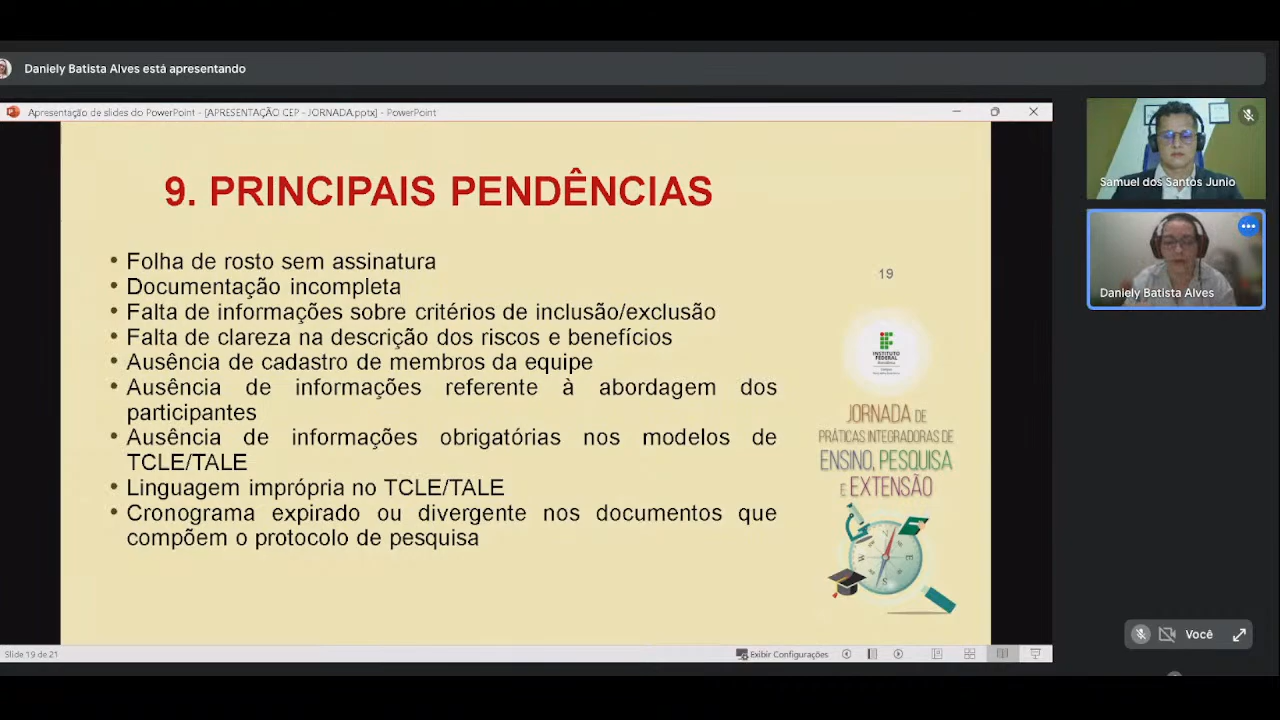 Daniely Batista Alves está apresentando
Apresentação de slides do PowerPoint - [APRESENTAÇÃO CEP - JORNADA.pptx] - PowerPoint
9. PRINCIPAIS PENDÊNCIAS
• Folha de rosto sem assinatura
• Documentação incompleta
• Falta de informações sobre critérios de inclusão/exclusão
• Falta de clareza na descrição dos riscos e benefícios
• Ausência de cadastro de membros da equipe
• Ausência de informações referente à abordagem dos
participantes
• Ausência de informações obrigatórias nos modelos de
TCLE/TALE
• Linguagem imprópria no TCLE/TALE
• Cronograma expirado ou divergente nos documentos que
compõem o protocolo de pesquisa
19
INSTITUTO
FEDERAL
JORNADA DE
PRÁTICAS INTEGRADORAS DE
ENSINO, PESQUISA
E EXTENSÃO
N
E
S
Slide 19 de 21
Exibir Configurações
Samuel dos Santos Junio
Daniely Batista Alves
Você